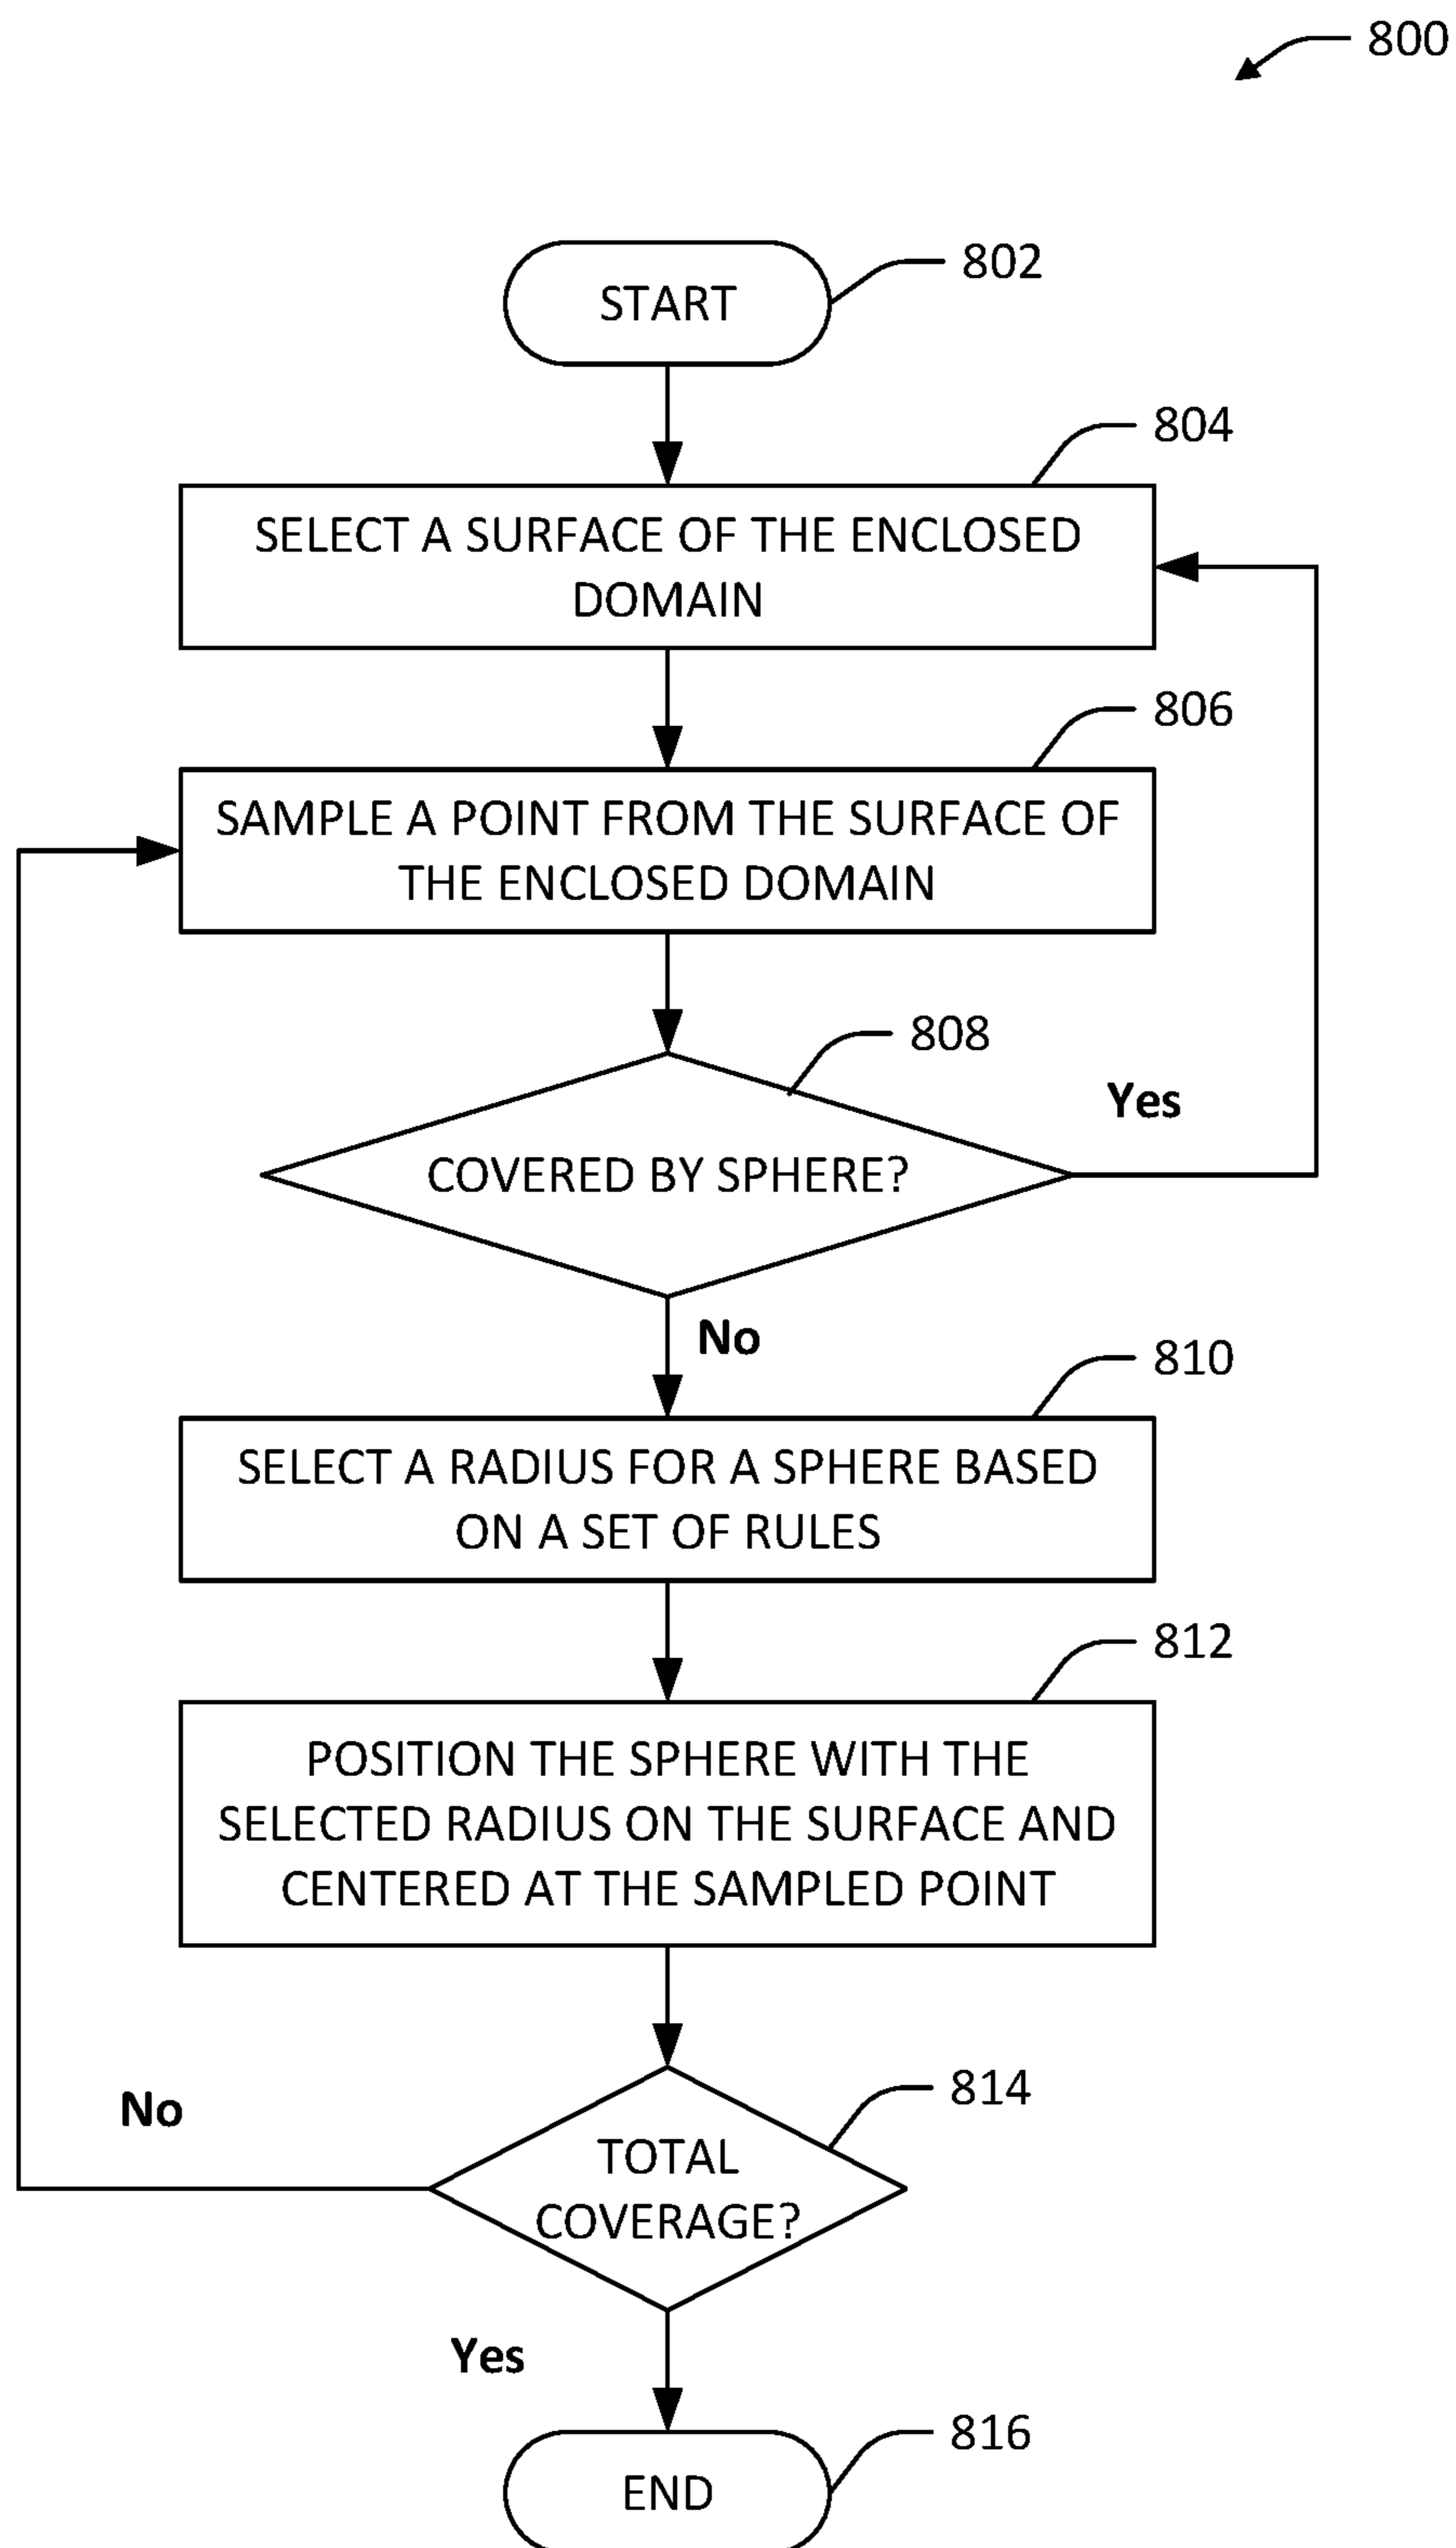 800
START
802
804
SELECT A SURFACE OF THE ENCLOSED
DOMAIN
806
SAMPLE A POINT FROM THE SURFACE OF
THE ENCLOSED DOMAIN
808
Yes
COVERED BY SPHERE?
No
810
SELECT A RADIUS FOR A SPHERE BASED
ON A SET OF RULES
812
POSITION THE SPHERE WITH THE
SELECTED RADIUS ON THE SURFACE AND
CENTERED AT THE SAMPLED POINT
814
No
TOTAL
COVERAGE?
Yes
816
END